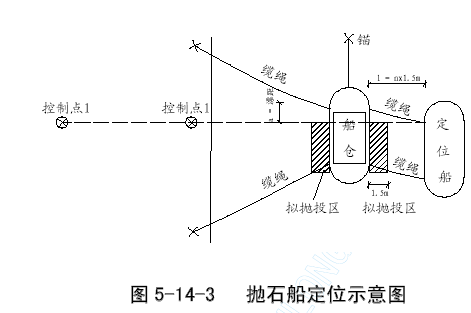 锚
缆绳
l = nx1.5m
控制点1
控制点1
船仓
定位船
缆绳
缆绳
缆绳
1.5m
拟抛投区
拟抛投区
图 5-14-3 抛石船定位示意图